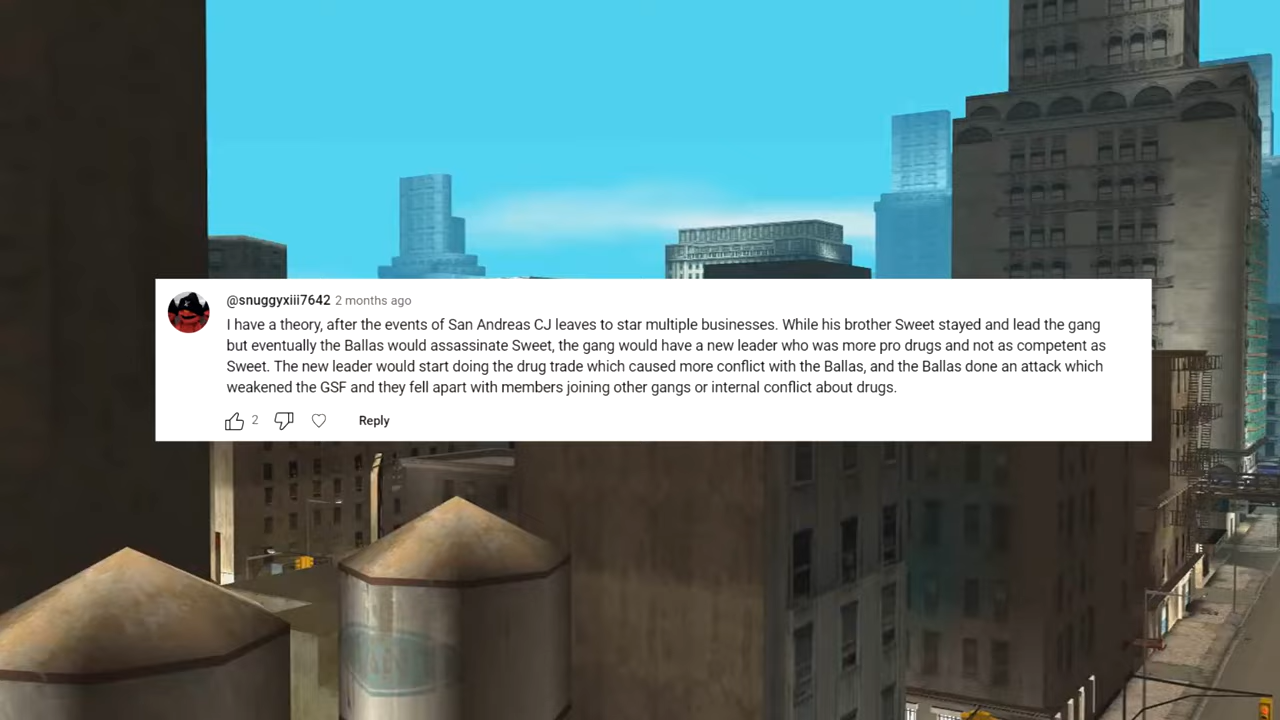 @snuggyxiii7642 2 months ago
I have a theory, after the events of San Andreas CJ leaves to star multiple businesses. While his brother Sweet stayed and lead the gang
but eventually the Ballas would assassinate Sweet, the gang would have a new leader who was more pro drugs and not as competent as
Sweet. The new leader would start doing the drug trade which caused more conflict with the Ballas, and the Ballas done an attack which
weakened the GSF and they fell apart with members joining other gangs or internal conflict about drugs.
2 Reply